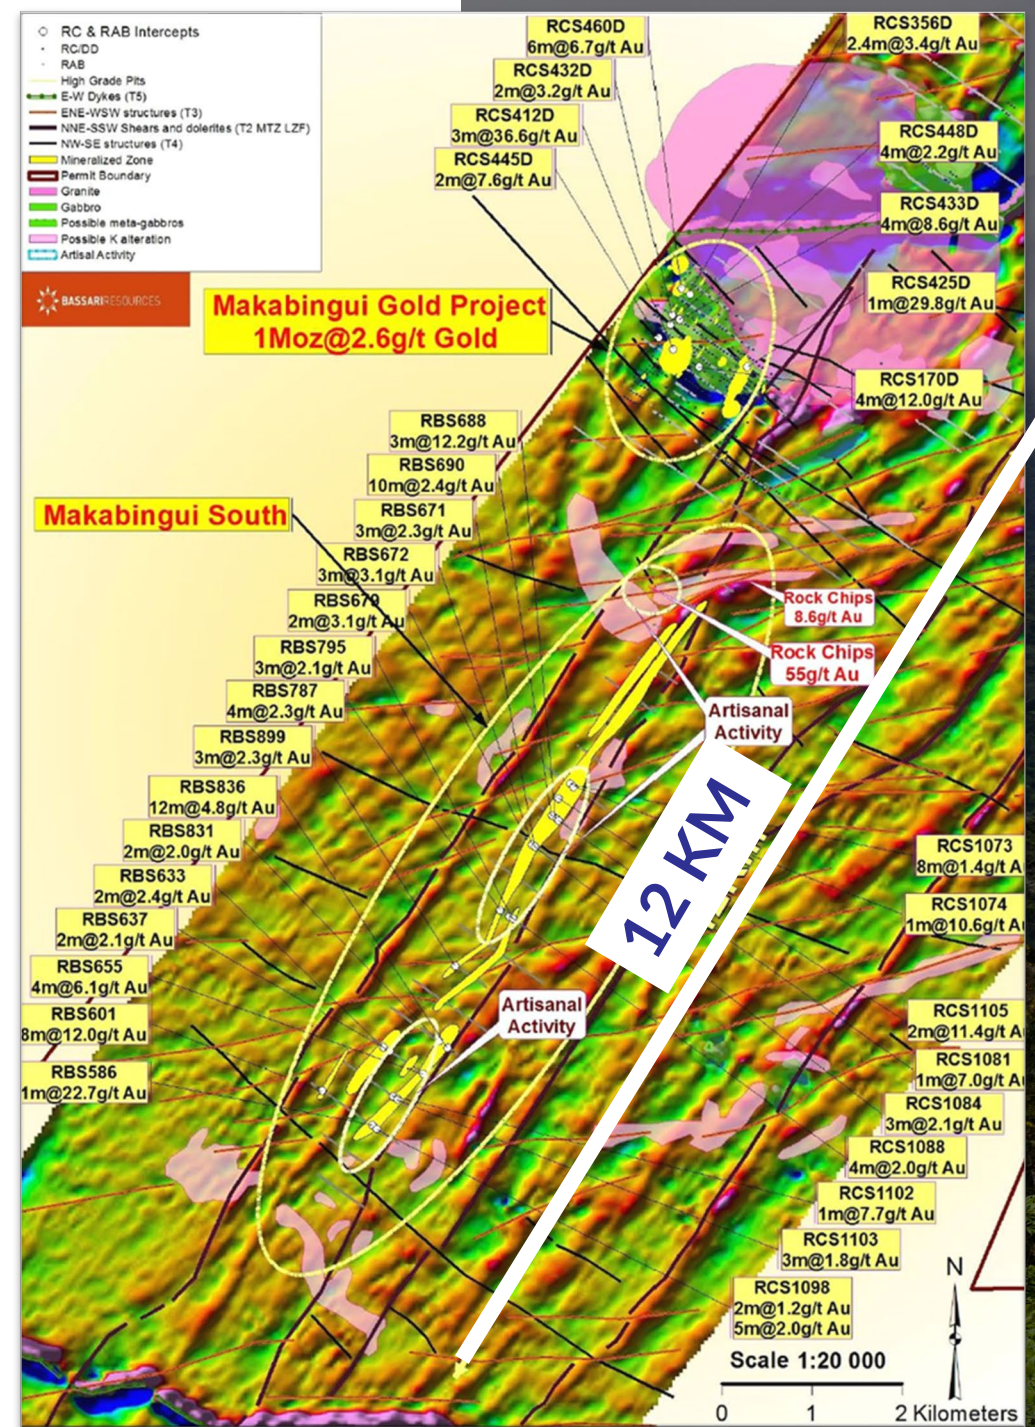 RC & RAB Intercepts
RC/DD
RAB
High Grade Pits
E-W Dykes (T5)
ENE-WSW structures (T3)
NNE-SSW Shears and dolerites (T2 MTZ LZF)
NW-SE structures (T4)
Mineralized Zone
Permit Boundary
Granite
Gabbro
Possible meta-gabbros
Possible K alteration
Artisal Activity
BASSARI RESOURCES
RCS460D
6m@6.7g/t Au
RCS432D
2m@3.2g/t Au
RCS412D
3m@36.6g/t Au
RCS445D
2m@7.6g/t Au
RCS356D
2.4m@3.4g/t Au
RCS448D
4m@2.2g/t Au
RCS433D
4m@8.6g/t Au
RCS425D
1m@29.8g/t Au
RCS170D
4m@12.0g/t Au
Makabingui Gold Project
1Moz@2.6g/t Gold
Makabingui South
RBS688
3m@12.2g/t Au
RBS690
10m@2.4g/t Au
RBS671
3m@2.3g/t Au
RBS672
3m@3.1g/t Au
RBS679
2m@3.1g/t Au
RBS795
3m@2.1g/t Au
RBS787
4m@2.3g/t Au
RBS899
3m@2.3g/t Au
RBS836
12m@4.8g/t Au
RBS831
2m@2.0g/t Au
RBS633
2m@2.4g/t Au
RBS637
2m@2.1g/t Au
RBS655
4m@6.1g/t Au
RBS601
8m@12.0g/t Au
RBS586
1m@22.7g/t Au
Rock Chips
8.6g/t Au
Rock Chips
55g/t Au
Artisanal
Activity
12 KM
Artisanal
Activity
RCS1073
8m@1.4g/t A
RCS1074
1m@10.6g/t Au
RCS1105
2m@11.4g/t A
RCS1081
1m@7.0g/t Au
RCS1084
3m@2.1g/t Au
RCS1088
4m@2.0g/t Au
RCS1102
1m@7.7g/t Au
RCS1103
3m@1.8g/t Au
RCS1098
2m@1.2g/t Au
5m@2.0g/t Au
N
Scale 1:20 000
0 1 2 Kilometers